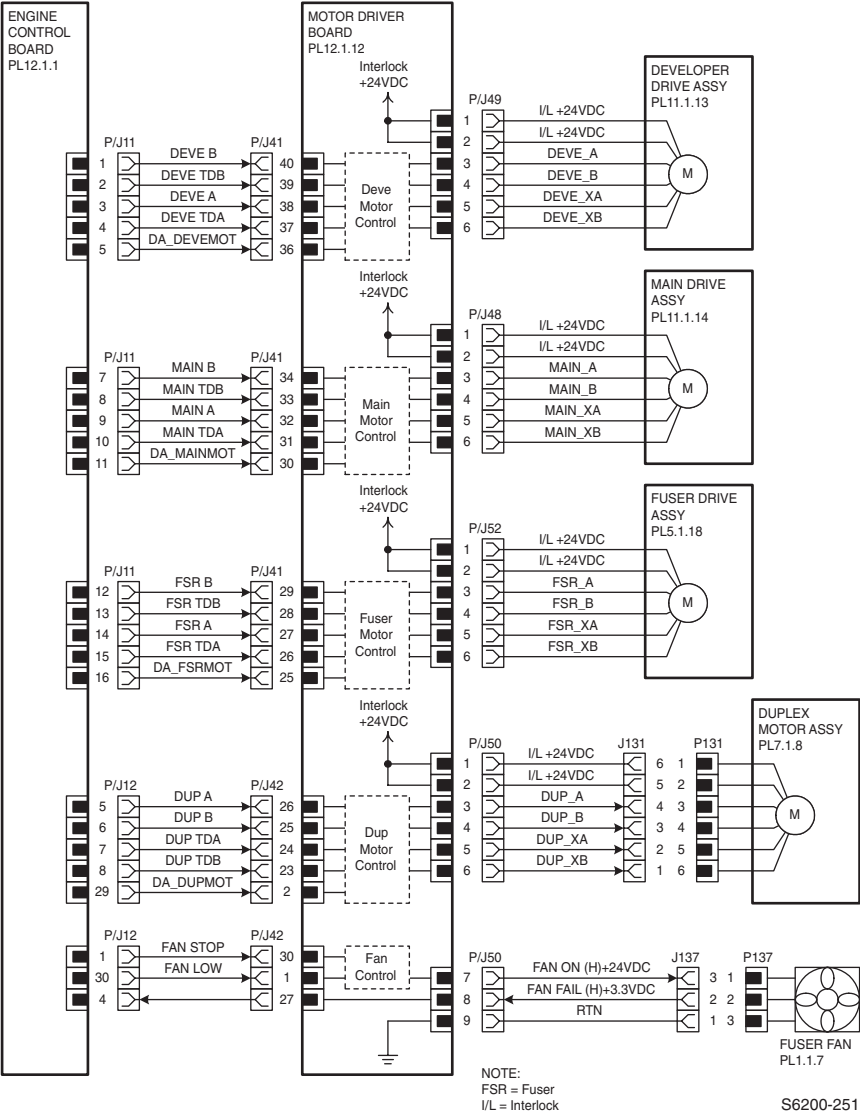 ENGINE
CONTROL
BOARD
PL12.1.1
MOTOR DRIVER
BOARD
PL12.1.12
Interlock
+24VDC
P/J49
DEVELOPER
DRIVE ASSY
PL11.1.13
1 I/L +24VDC
2 I/L +24VDC
3 DEVE_A
4 DEVE_B
5 DEVE_XA
6 DEVE_XB
M
P/J11 P/J41
1 DEVE B 40
2 DEVE TDB 39
3 DEVE A 38
4 DEVE TDA 37
5 DA_DEVEMOT 36
Deve
Motor
Control
Interlock
+24VDC
P/J48
MAIN DRIVE
ASSY
PL11.1.14
1 I/L +24VDC
2 I/L +24VDC
3 MAIN_A
4 MAIN_B
5 MAIN_XA
6 MAIN_XB
M
P/J11 P/J41
7 MAIN B 34
8 MAIN TDB 33
9 MAIN A 32
10 MAIN TDA 31
11 DA_MAINMOT 30
Main
Motor
Control
Interlock
+24VDC
P/J52
FUSER DRIVE
ASSY
PL5.1.18
1 I/L +24VDC
2 I/L +24VDC
3 FSR_A
4 FSR_B
5 FSR_XA
6 FSR_XB
M
P/J11 P/J41
12 FSR B 29
13 FSR TDB 28
14 FSR A 27
15 FSR TDA 26
16 DA_FSRMOT 25
Fuser
Motor
Control
Interlock
+24VDC
P/J50 J131 P131
DUPLEX
MOTOR ASSY
PL7.1.8
1 I/L +24VDC 6 1
2 I/L +24VDC 5 2
3 DUP_A 4 3
4 DUP_B 3 4
5 DUP_XA 2 5
6 DUP_XB 1 6
M
P/J12 P/J42
5 DUP A 26
6 DUP B 25
7 DUP TDA 24
8 DUP TDB 23
29 DA_DUPMOT 2
Dup
Motor
Control
P/J12 P/J42
1 FAN STOP 30
30 FAN LOW 1
4 27
Fan
Control
P/J50 J137 P137
7 FAN ON (H)+24VDC 3 1
8 FAN FAIL (H)+3.3VDC 2 2
9 RTN 1 3
FUSER FAN
PL1.1.7
NOTE:
FSR = Fuser
I/L = Interlock
S6200-251